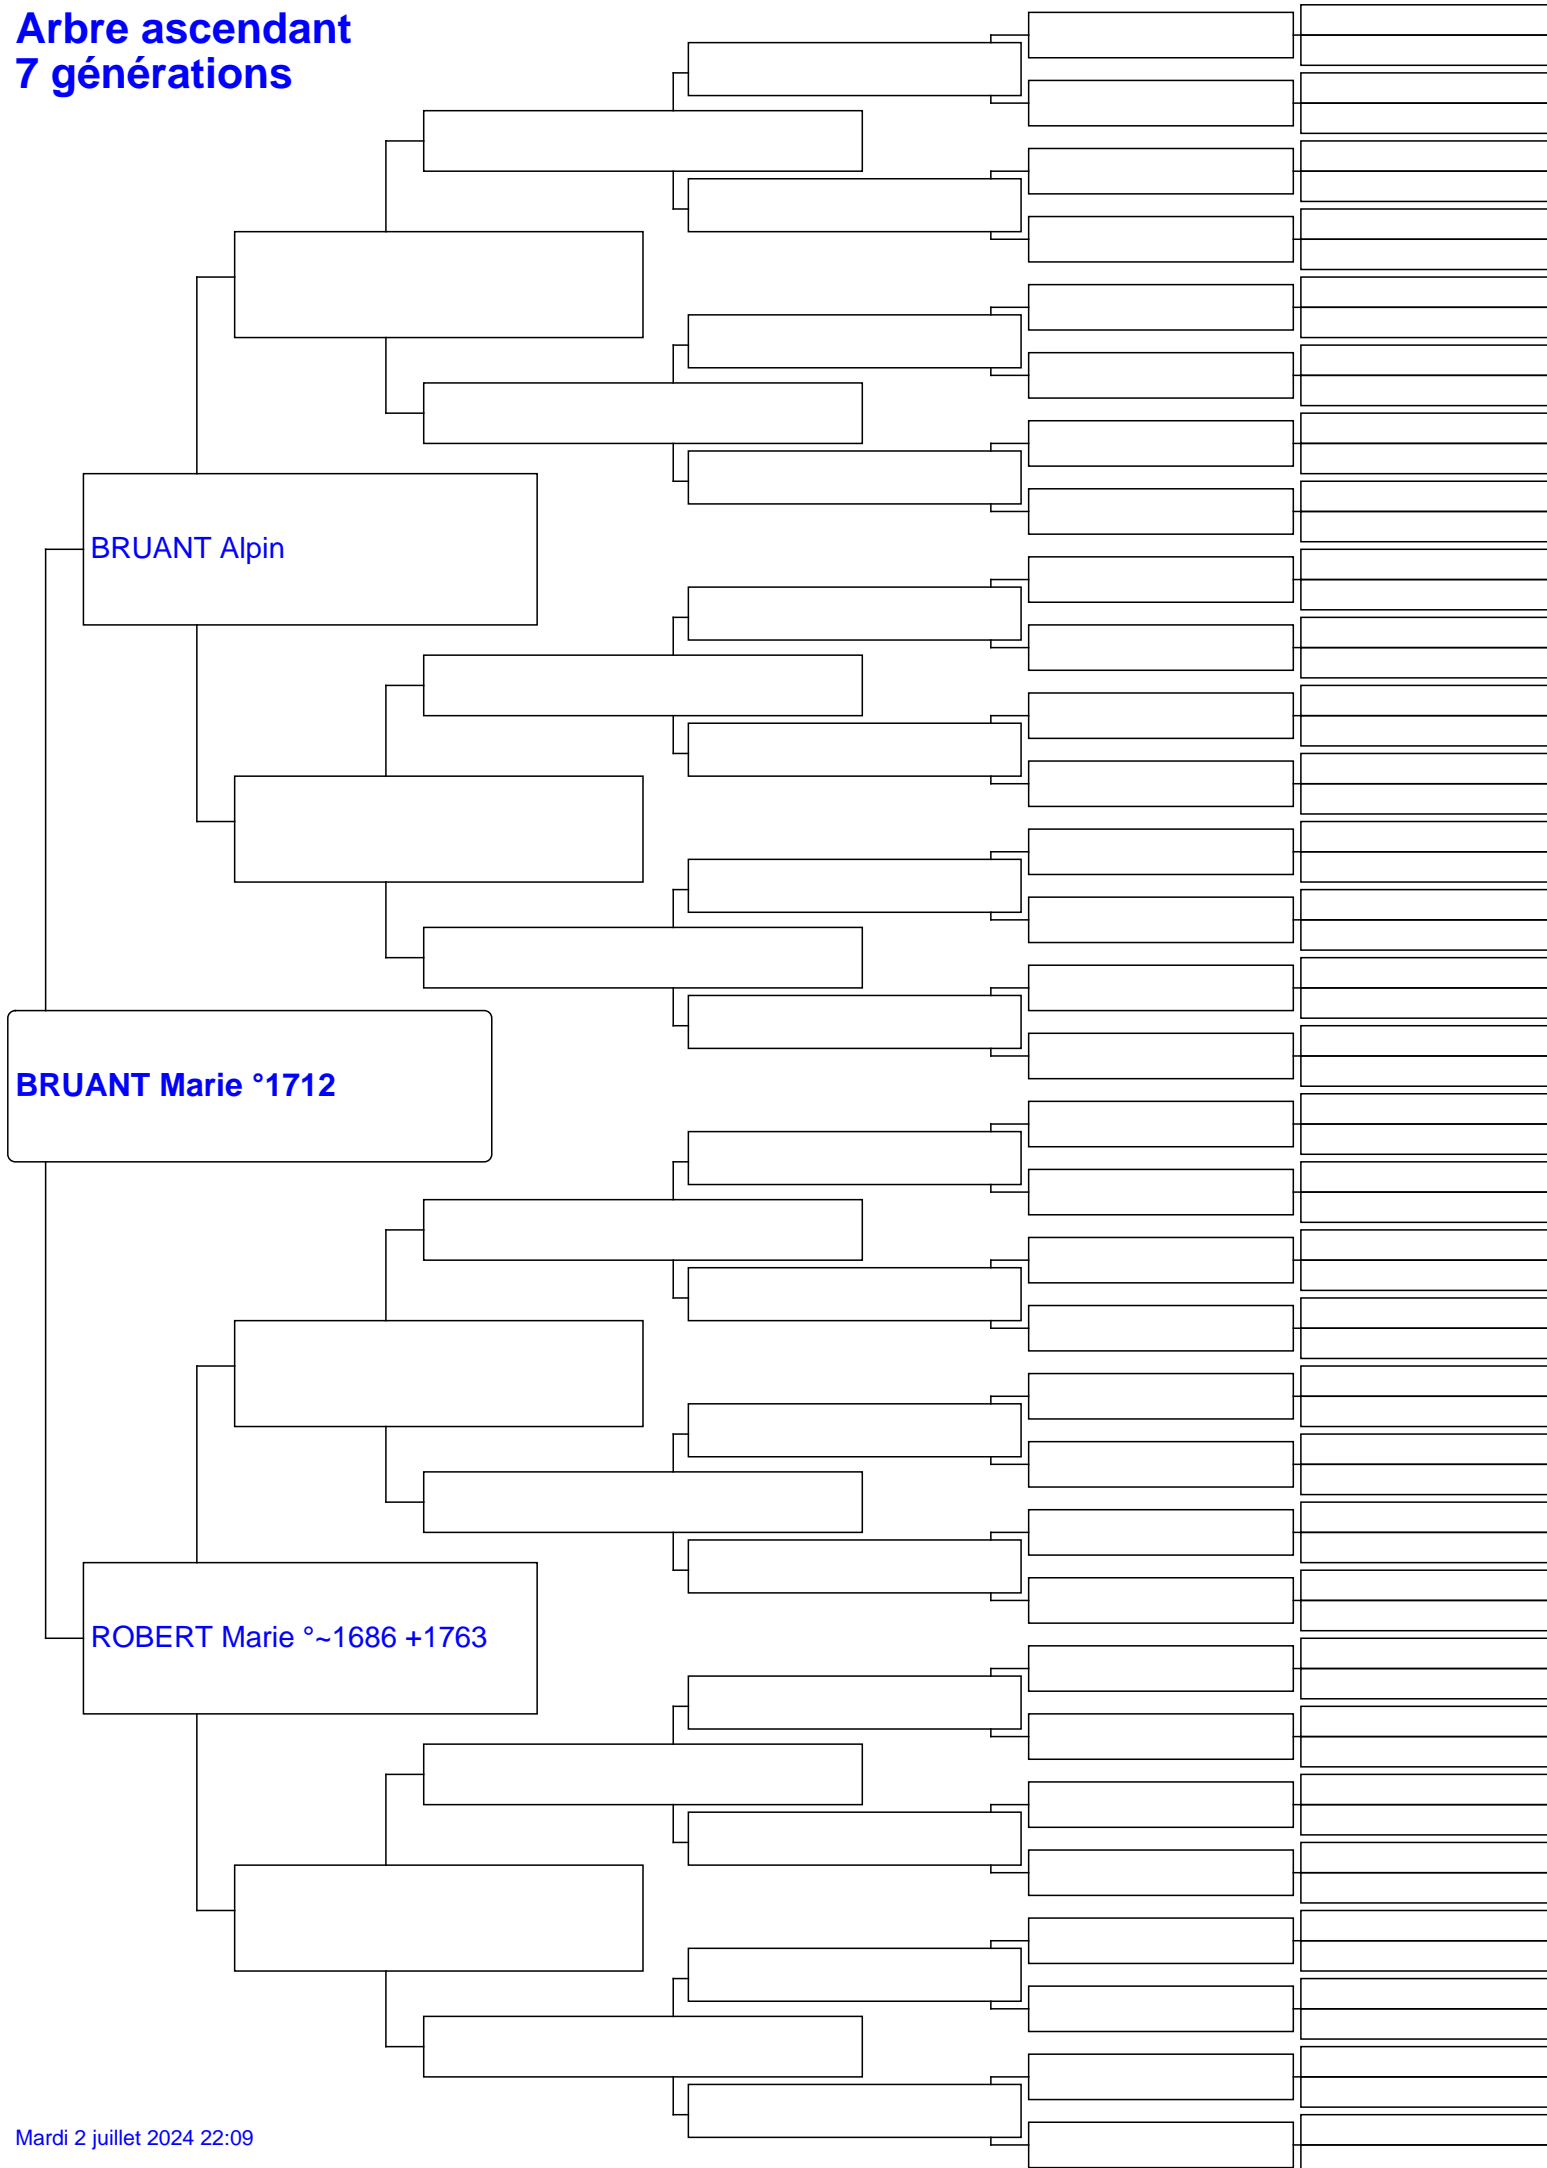 Arbre ascendant
7 générations
BRUANT Alpin
BRUANT Marie °1712
ROBERT Marie °~1686 +1763
Mardi 2 juillet 2024 22:09